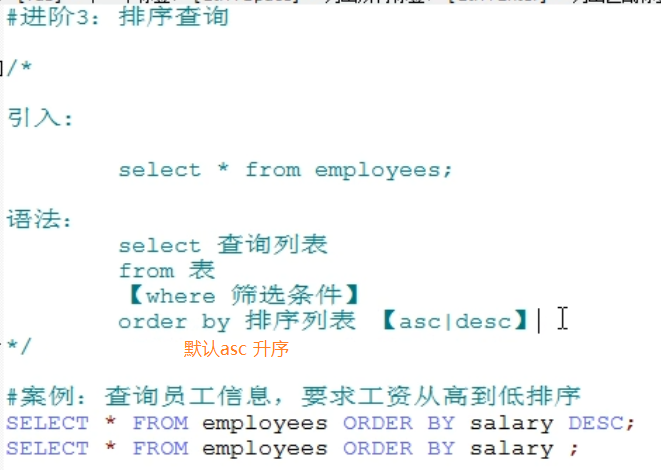 #进阶3: 排序查询
/*
引入:
select * from employees;
语法:
select 查询列表
from 表
【where 筛选条件】
order by 排序列表 【asc|desc】
*/
默认asc 升序
#案例: 查询员工信息, 要求工资从高到低排序
SELECT * FROM employees ORDER BY salary DESC;
SELECT * FROM employees ORDER BY salary ;